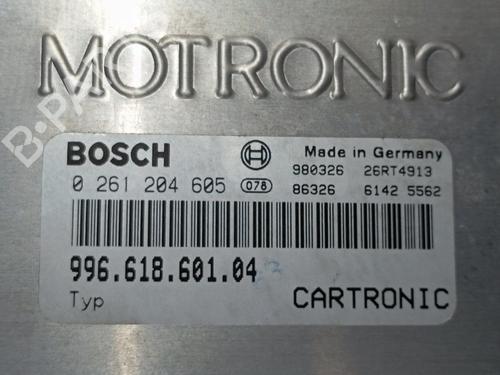 MOTRONIC
BOSCH
Made in Germany
980326 26RT4913
0 261 204 605 078
86326 6142 5562
996.618.601.04
Typ
CARTRONIC